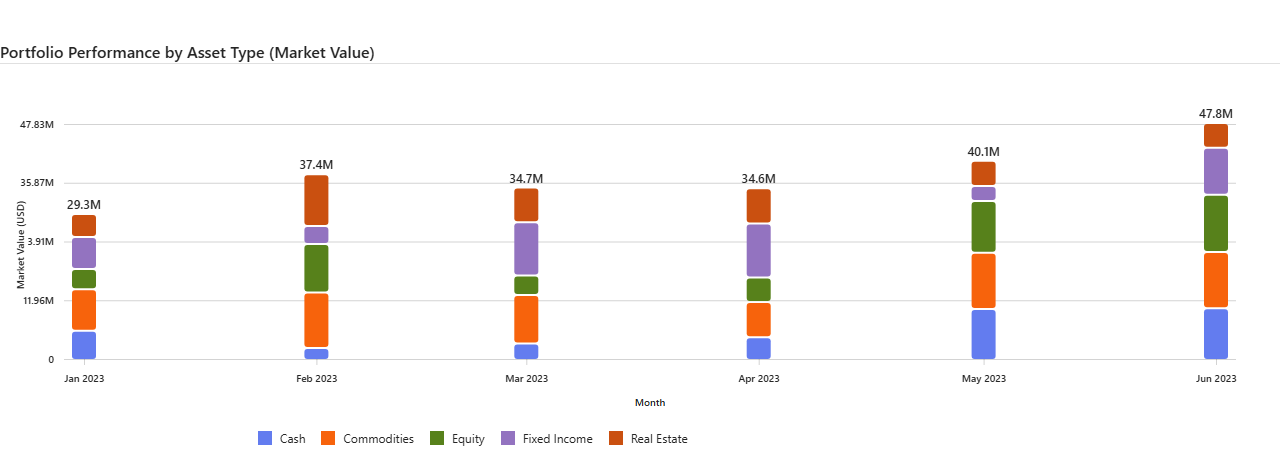 Portfolio Performance by Asset Type (Market Value)
47.8M
47.83M
40.1M
37.4M
35.87M
34.7M
34.6M
29.3M
Market Value (USD)
3.91M
11.96M
0
Jan 2023
Feb 2023
Mar 2023
Apr 2023
May 2023
Jun 2023
Month
Cash
Commodities
Equity
Fixed Income
Real Estate